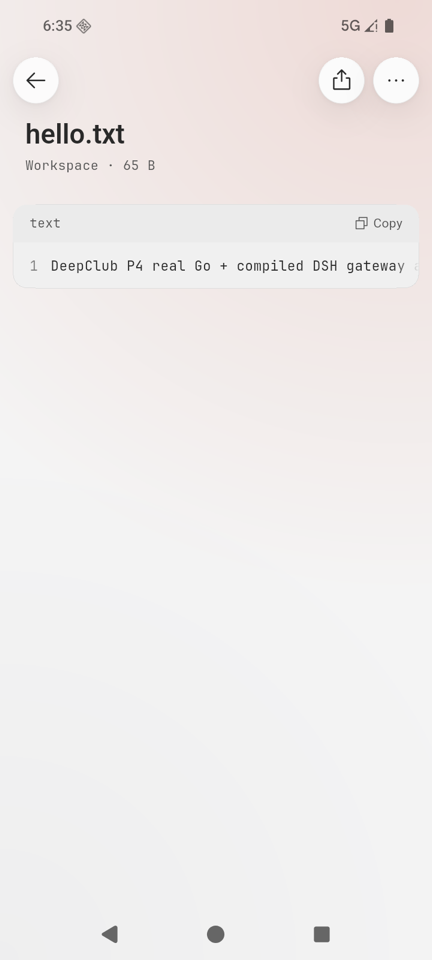 6:35
5G
hello.txt
Workspace · 65 B
text
Copy
1 DeepClub P4 real Go + compiled DSH gateway